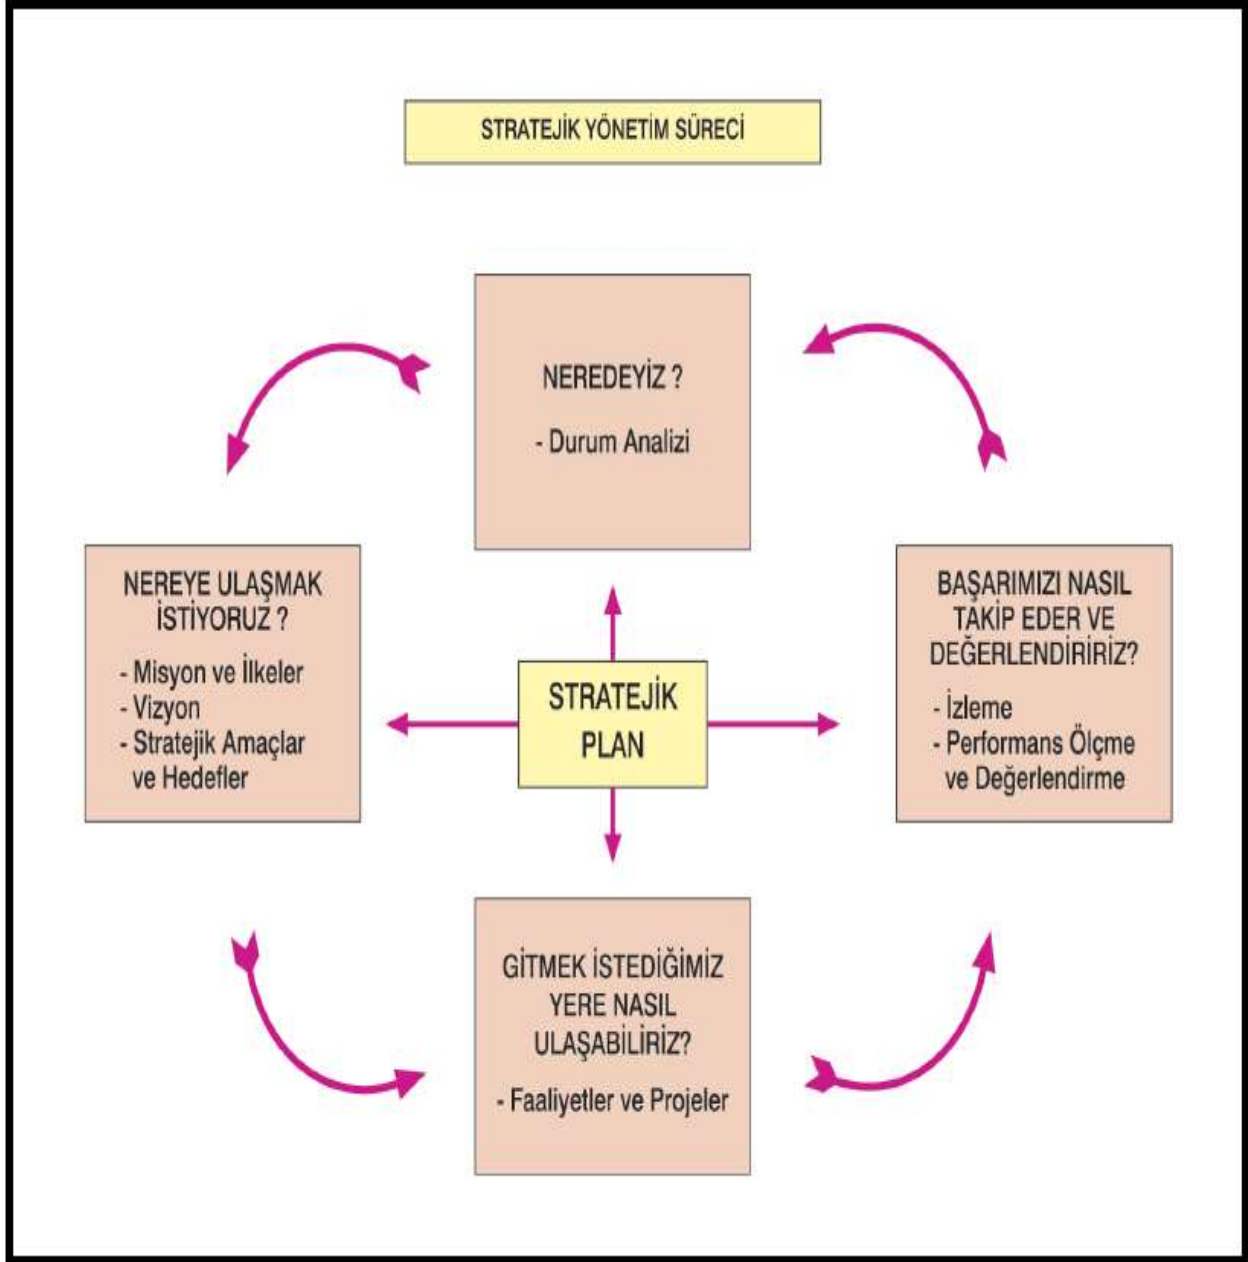 STRATEJİK YÖNETİM SÜRECİ
NEREDEYİZ ?
- Durum Analizi
NEREYE ULAŞMAK
İSTİYORUZ ?
- Misyon ve İlkeler
- Vizyon
- Stratejik Amaçlar
ve Hedefler
STRATEJİK
PLAN
BAŞARIMIZI NASIL
TAKİP EDER VE
DEĞERLENDİRİRİZ?
- İzleme
- Performans Ölçme
ve Değerlendirme
GİTMEK İSTEDİĞİMİZ
YERE NASIL
ULAŞABİLİRİZ?
- Faaliyetler ve Projeler